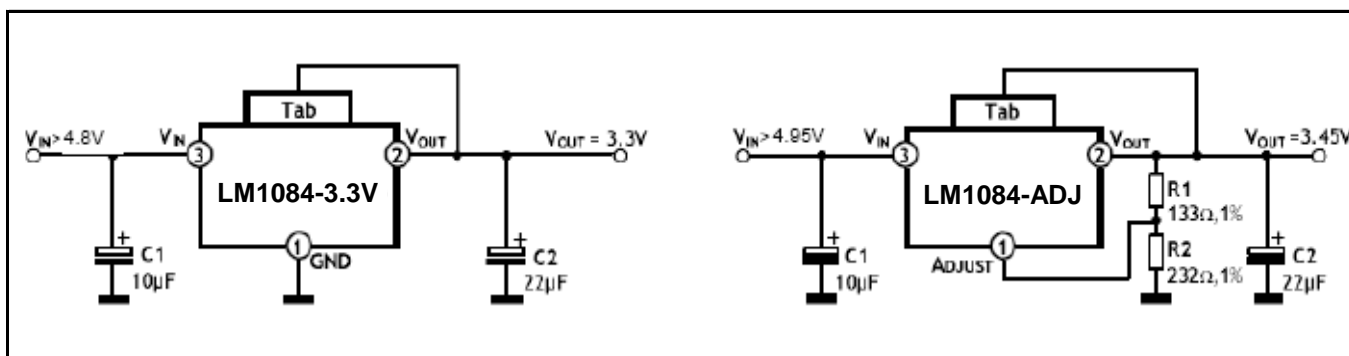 Tab
V_IN>4.8V
V_IN
3
V_OUT
2
V_OUT = 3.3V
LM1084-3.3V
1
GND
+
C1
10µF
+
C2
22µF
Tab
V_IN>4.95V
V_IN
3
V_OUT
2
V_OUT =3.45V
LM1084-ADJ
R1
133Ω,1%
1
ADJUST
R2
232Ω,1%
+
C1
10µF
+
C2
22µF